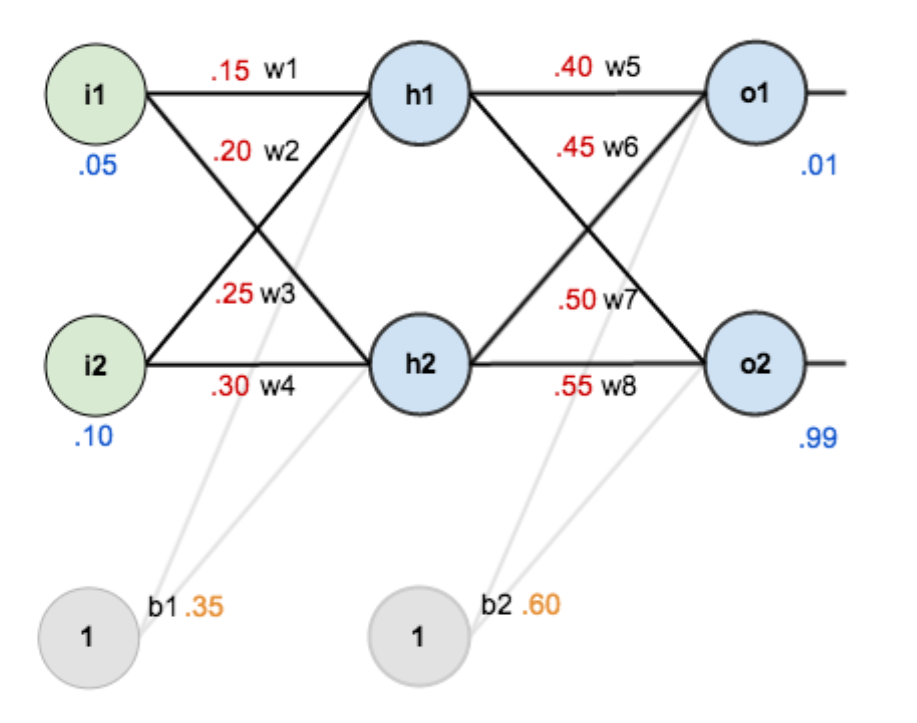 .15 w1
.40 w5
i1
h1
o1
.20 w2
.45 w6
.05
.01
.25 w3
.50 w7
i2
h2
o2
.30 w4
.55 w8
.10
.99
b1 .35
b2 .60
1
1